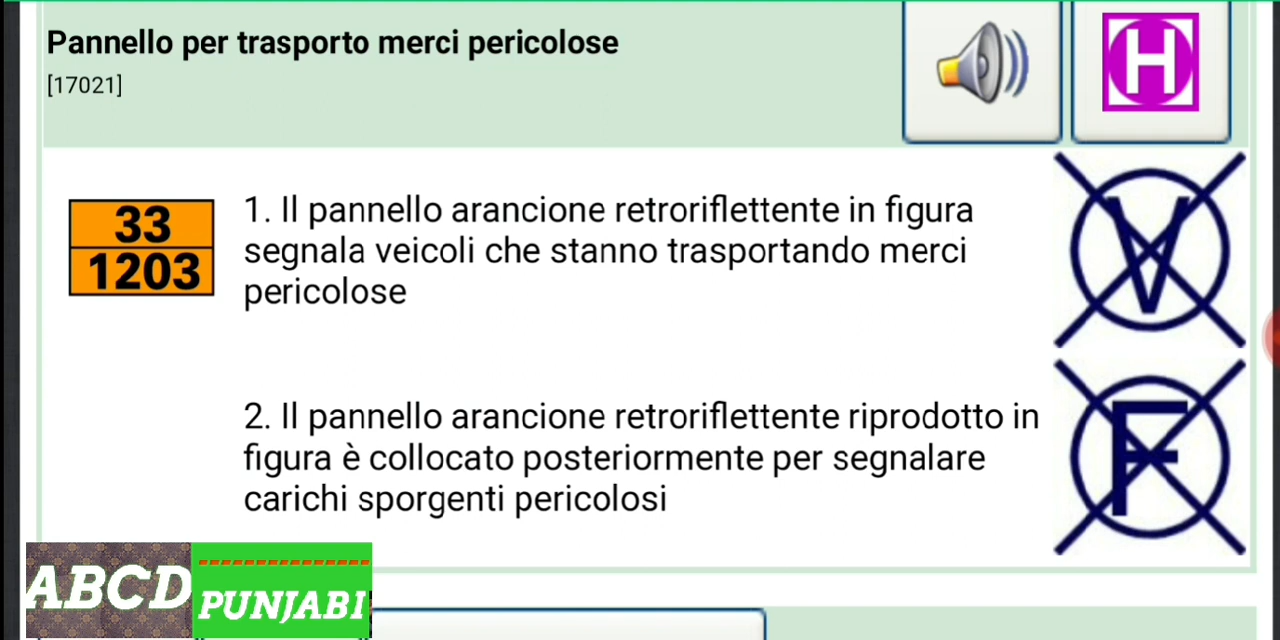 Pannello per trasporto merci pericolose
[17021]
H
33
1203
1. Il pannello arancione retroriflettente in figura
segnala veicoli che stanno trasportando merci
pericolose
V
2. Il pannello arancione retroriflettente riprodotto in
figura è collocato posteriormente per segnalare
carichi sporgenti pericolosi
F
ABCD
PUNJABI